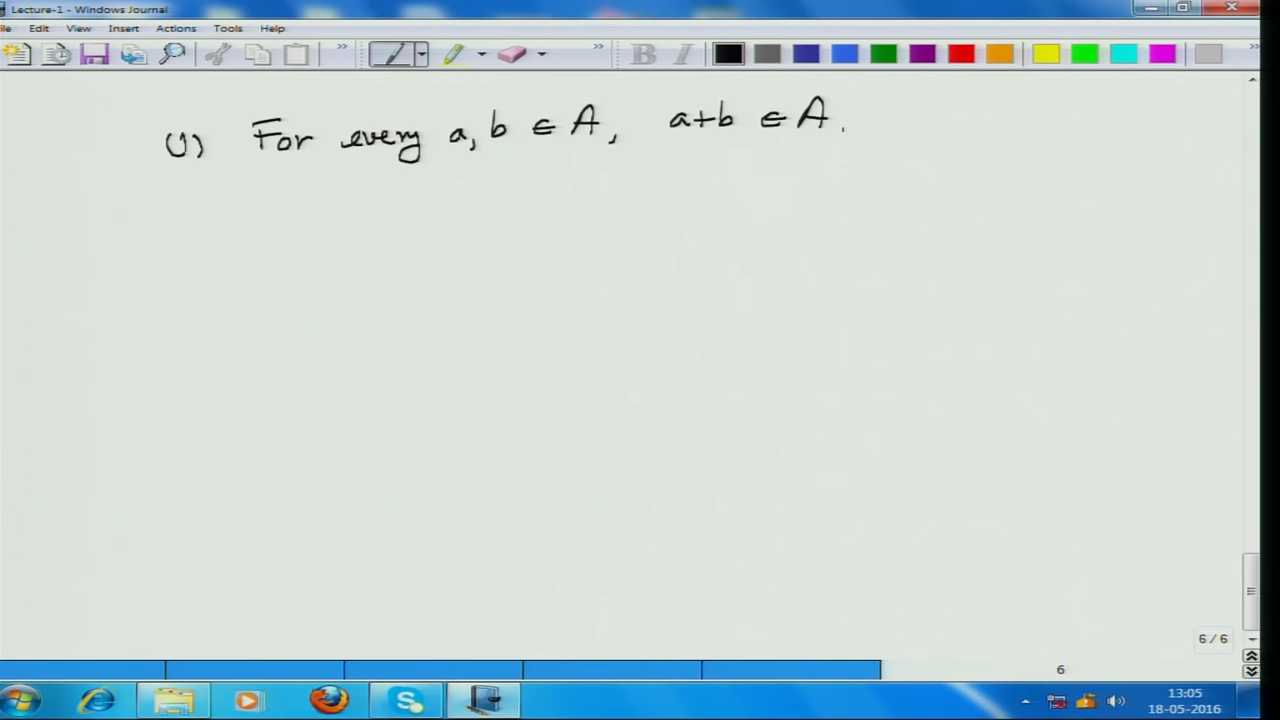 Lecture-1 - Windows Journal
ile Edit View Insert Actions Tools Help
B I
(1) For every a, b ∈ A, a+b ∈ A.
6 / 6
6
13:05
18-05-2016